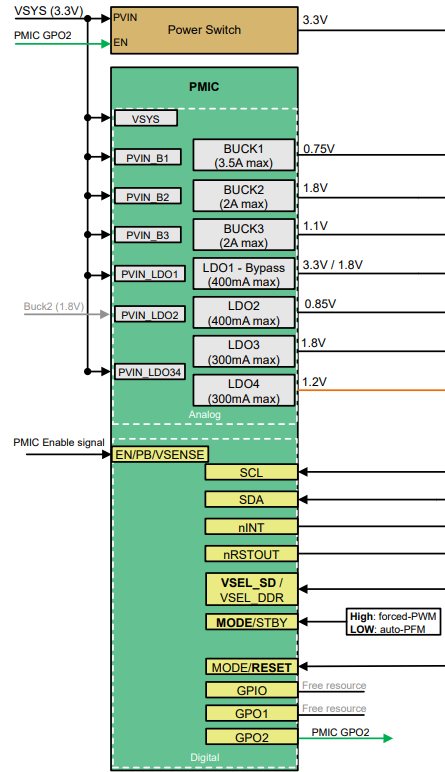 VSYS (3.3V)
PVIN
Power Switch
3.3V
PMIC GPO2
EN
PMIC
VSYS
BUCK1
(3.5A max)
0.75V
PVIN_B1
BUCK2
(2A max)
1.8V
PVIN_B2
BUCK3
(2A max)
1.1V
PVIN_B3
LDO1 - Bypass
(400mA max)
3.3V / 1.8V
PVIN_LDO1
Buck2 (1.8V)
PVIN_LDO2
LDO2
(400mA max)
0.85V
LDO3
(300mA max)
1.8V
PVIN_LDO34
LDO4
(300mA max)
1.2V
Analog
PMIC Enable signal
EN/PB/VSENSE
SCL
SDA
nINT
nRSTOUT
VSEL_SD /
VSEL_DDR
MODE/STBY
High: forced-PWM
LOW: auto-PFM
MODE/RESET
GPIO
Free resource
GPO1
Free resource
GPO2
PMIC GPO2
Digital